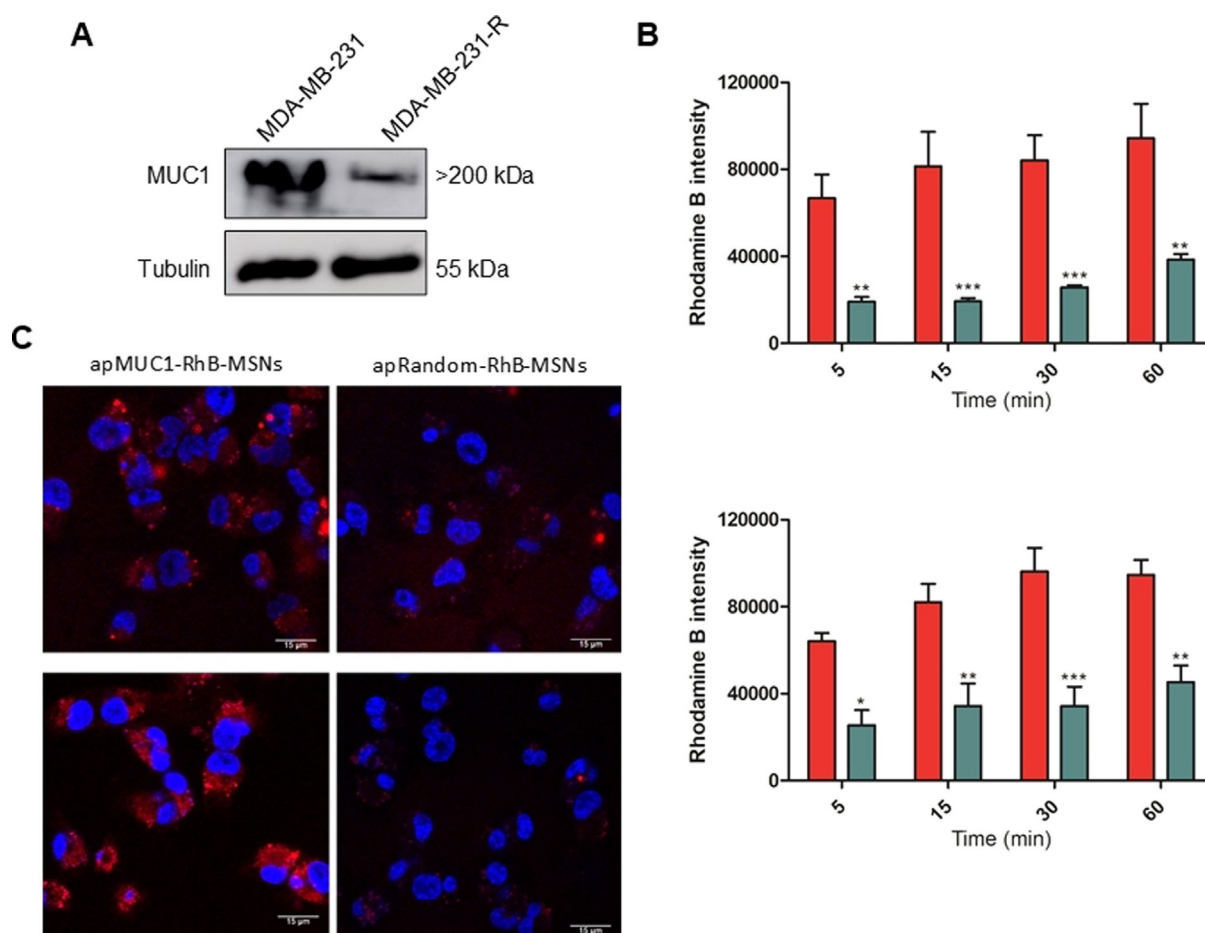 A
MDA-MB-231
MDA-MB-231-R
MUC1
>200 kDa
Tubulin
55 kDa
B
Rhodamine B intensity
120000
80000
40000
0
**
***
***
**
5
15
30
60
Time (min)
C
apMUC1-RhB-MSNs
apRandom-RhB-MSNs
15 µm
15 µm
15 µm
15 µm
Rhodamine B intensity
120000
80000
40000
0
*
**
***
**
5
15
30
60
Time (min)